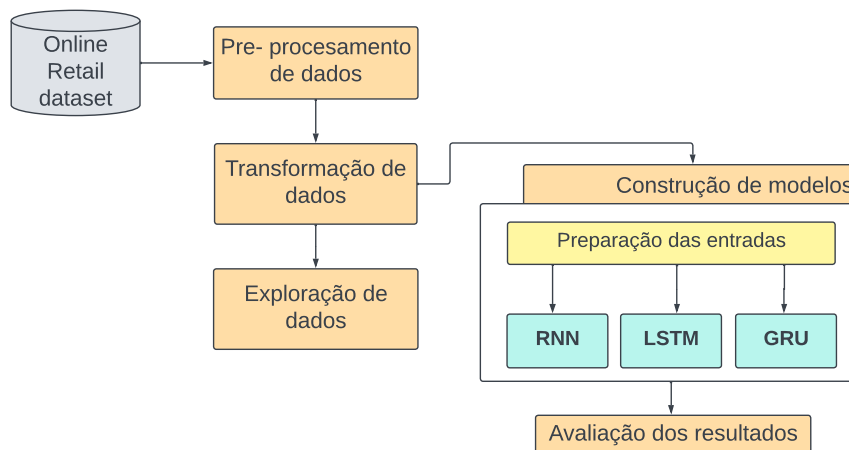 Online
Retail
dataset
Pre- procesamento
de dados
Transformação de
dados
Exploração de
dados
Construção de modelos
Preparação das entradas
RNN
LSTM
GRU
Avaliação dos resultados